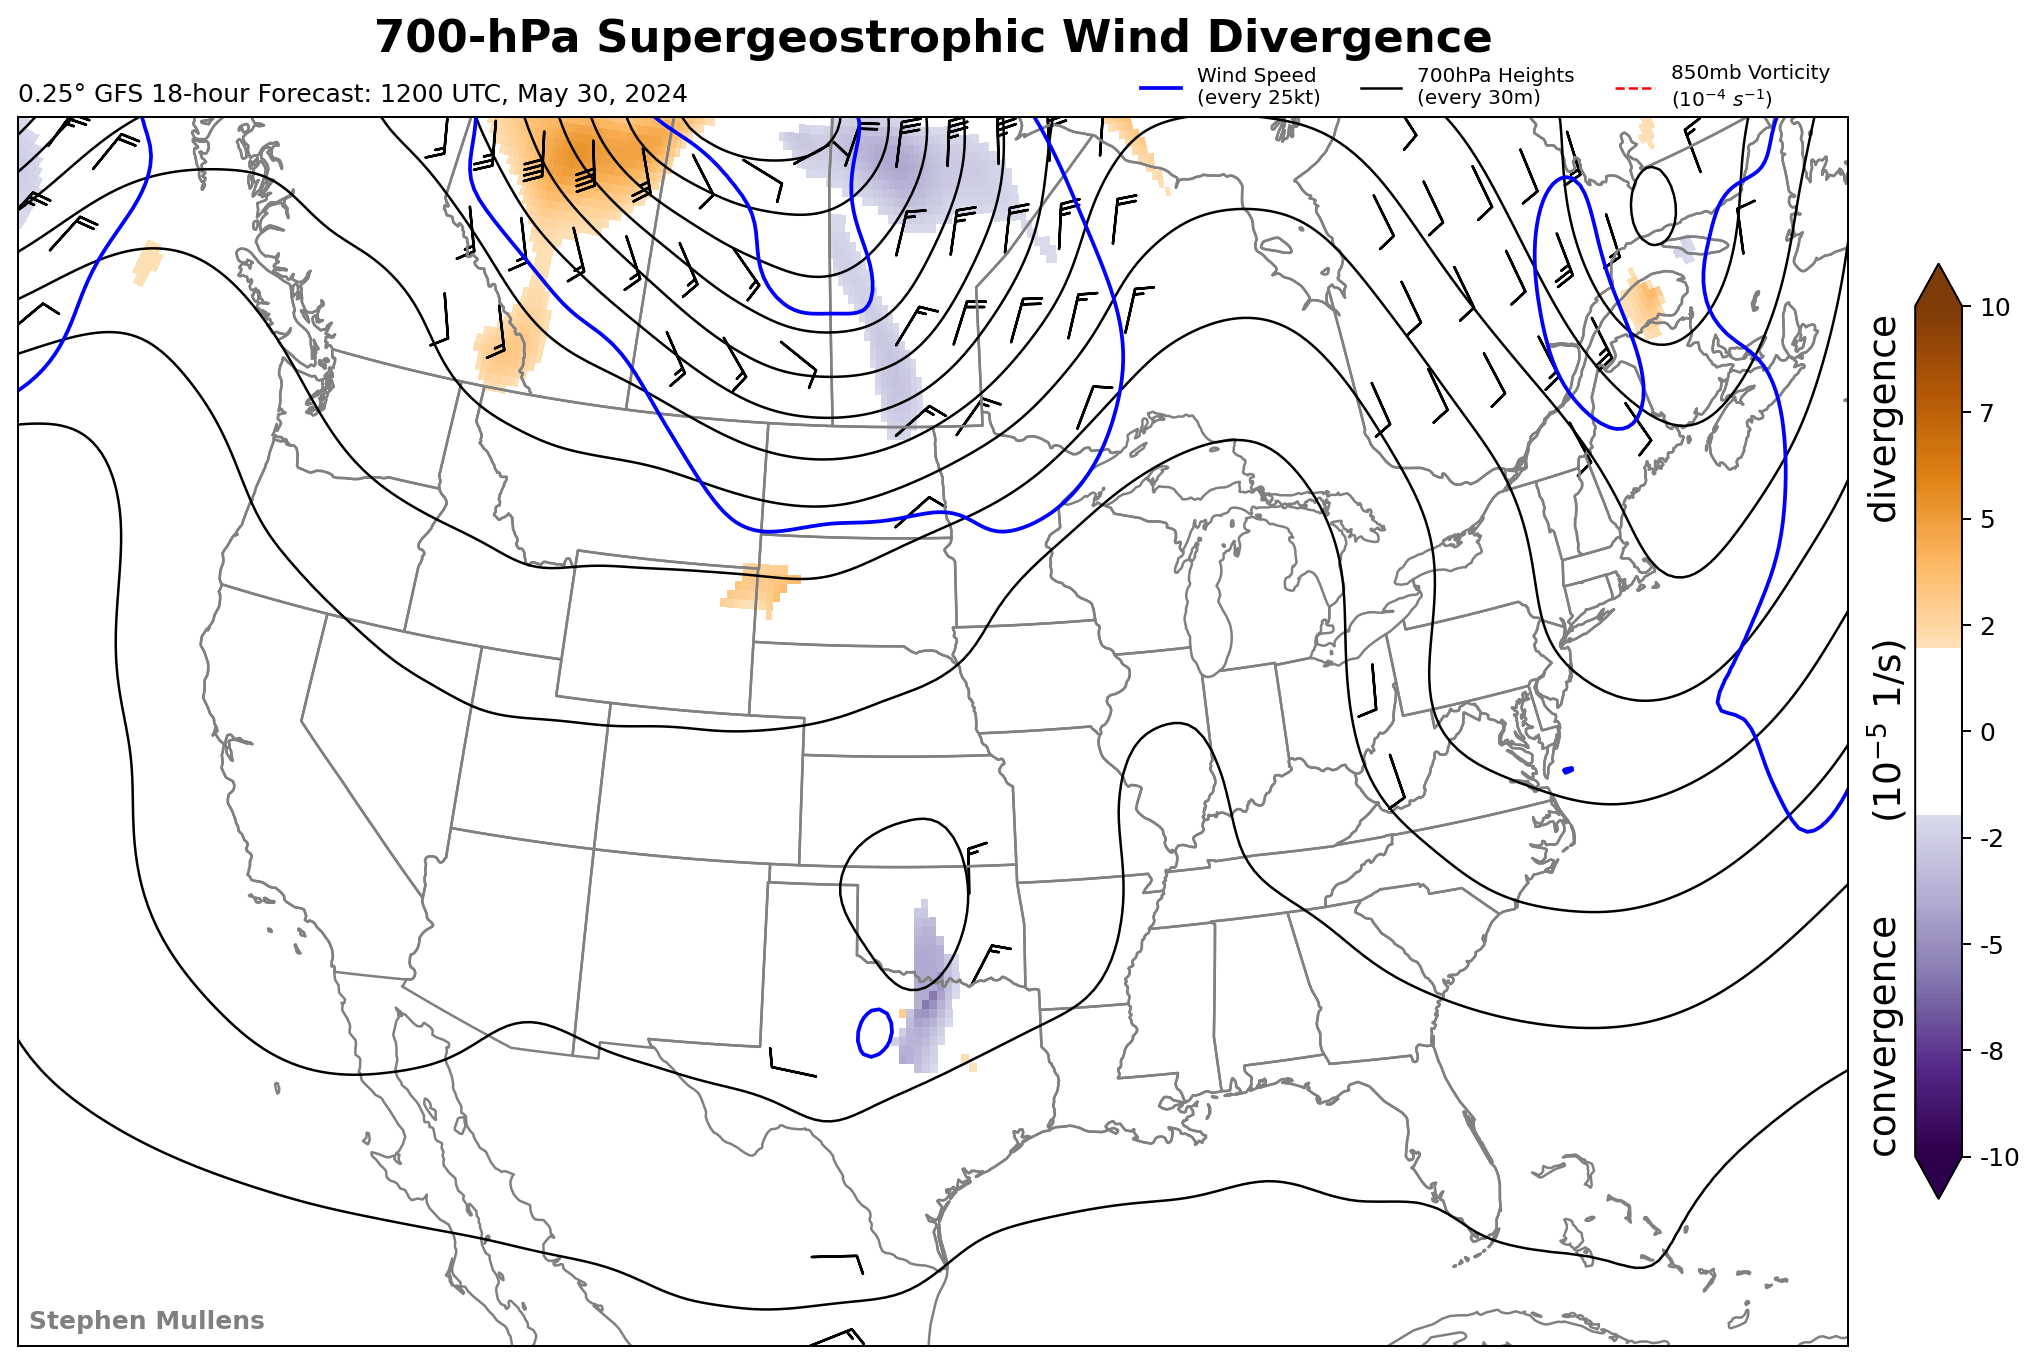 700-hPa Supergeostrophic Wind Divergence
0.25° GFS 18-hour Forecast: 1200 UTC, May 30, 2024
Wind Speed
(every 25kt)
700hPa Heights
(every 30m)
850mb Vorticity
(10⁻⁴ s⁻¹)
10
7
5
2
0
-2
-5
-8
-10
convergence (10⁻⁵ 1/s) divergence
Stephen Mullens